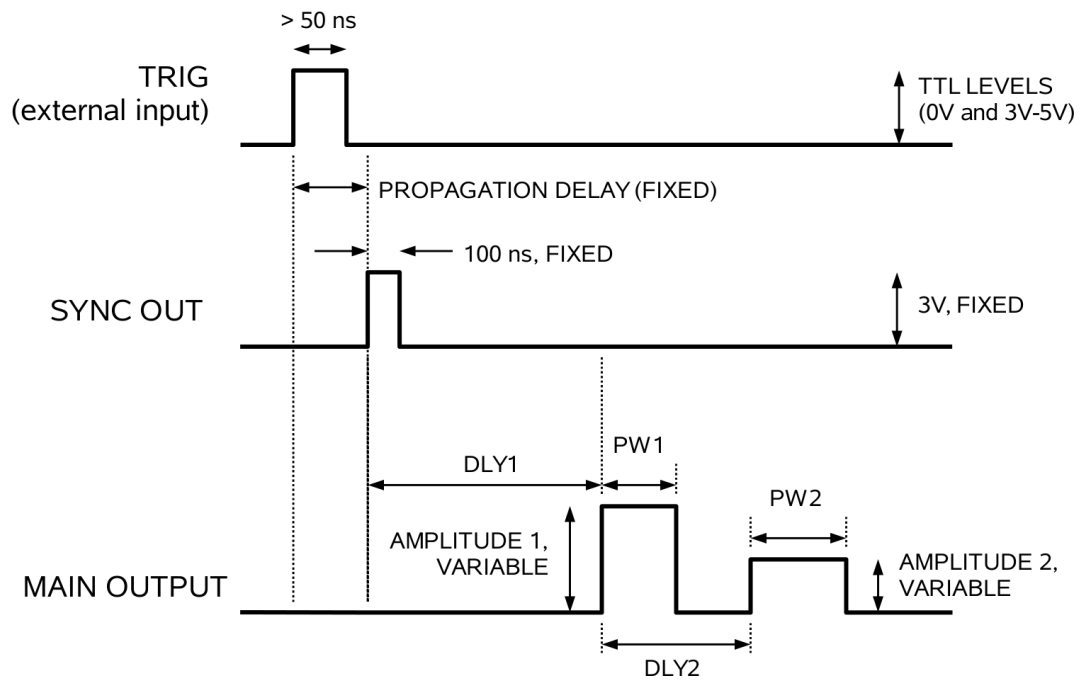 > 50 ns
TRIG
(external input)
TTL LEVELS
(0V and 3V-5V)
PROPAGATION DELAY (FIXED)
100 ns, FIXED
SYNC OUT
3V, FIXED
PW1
DLY1
PW2
AMPLITUDE 1,
VARIABLE
AMPLITUDE 2,
VARIABLE
MAIN OUTPUT
DLY2